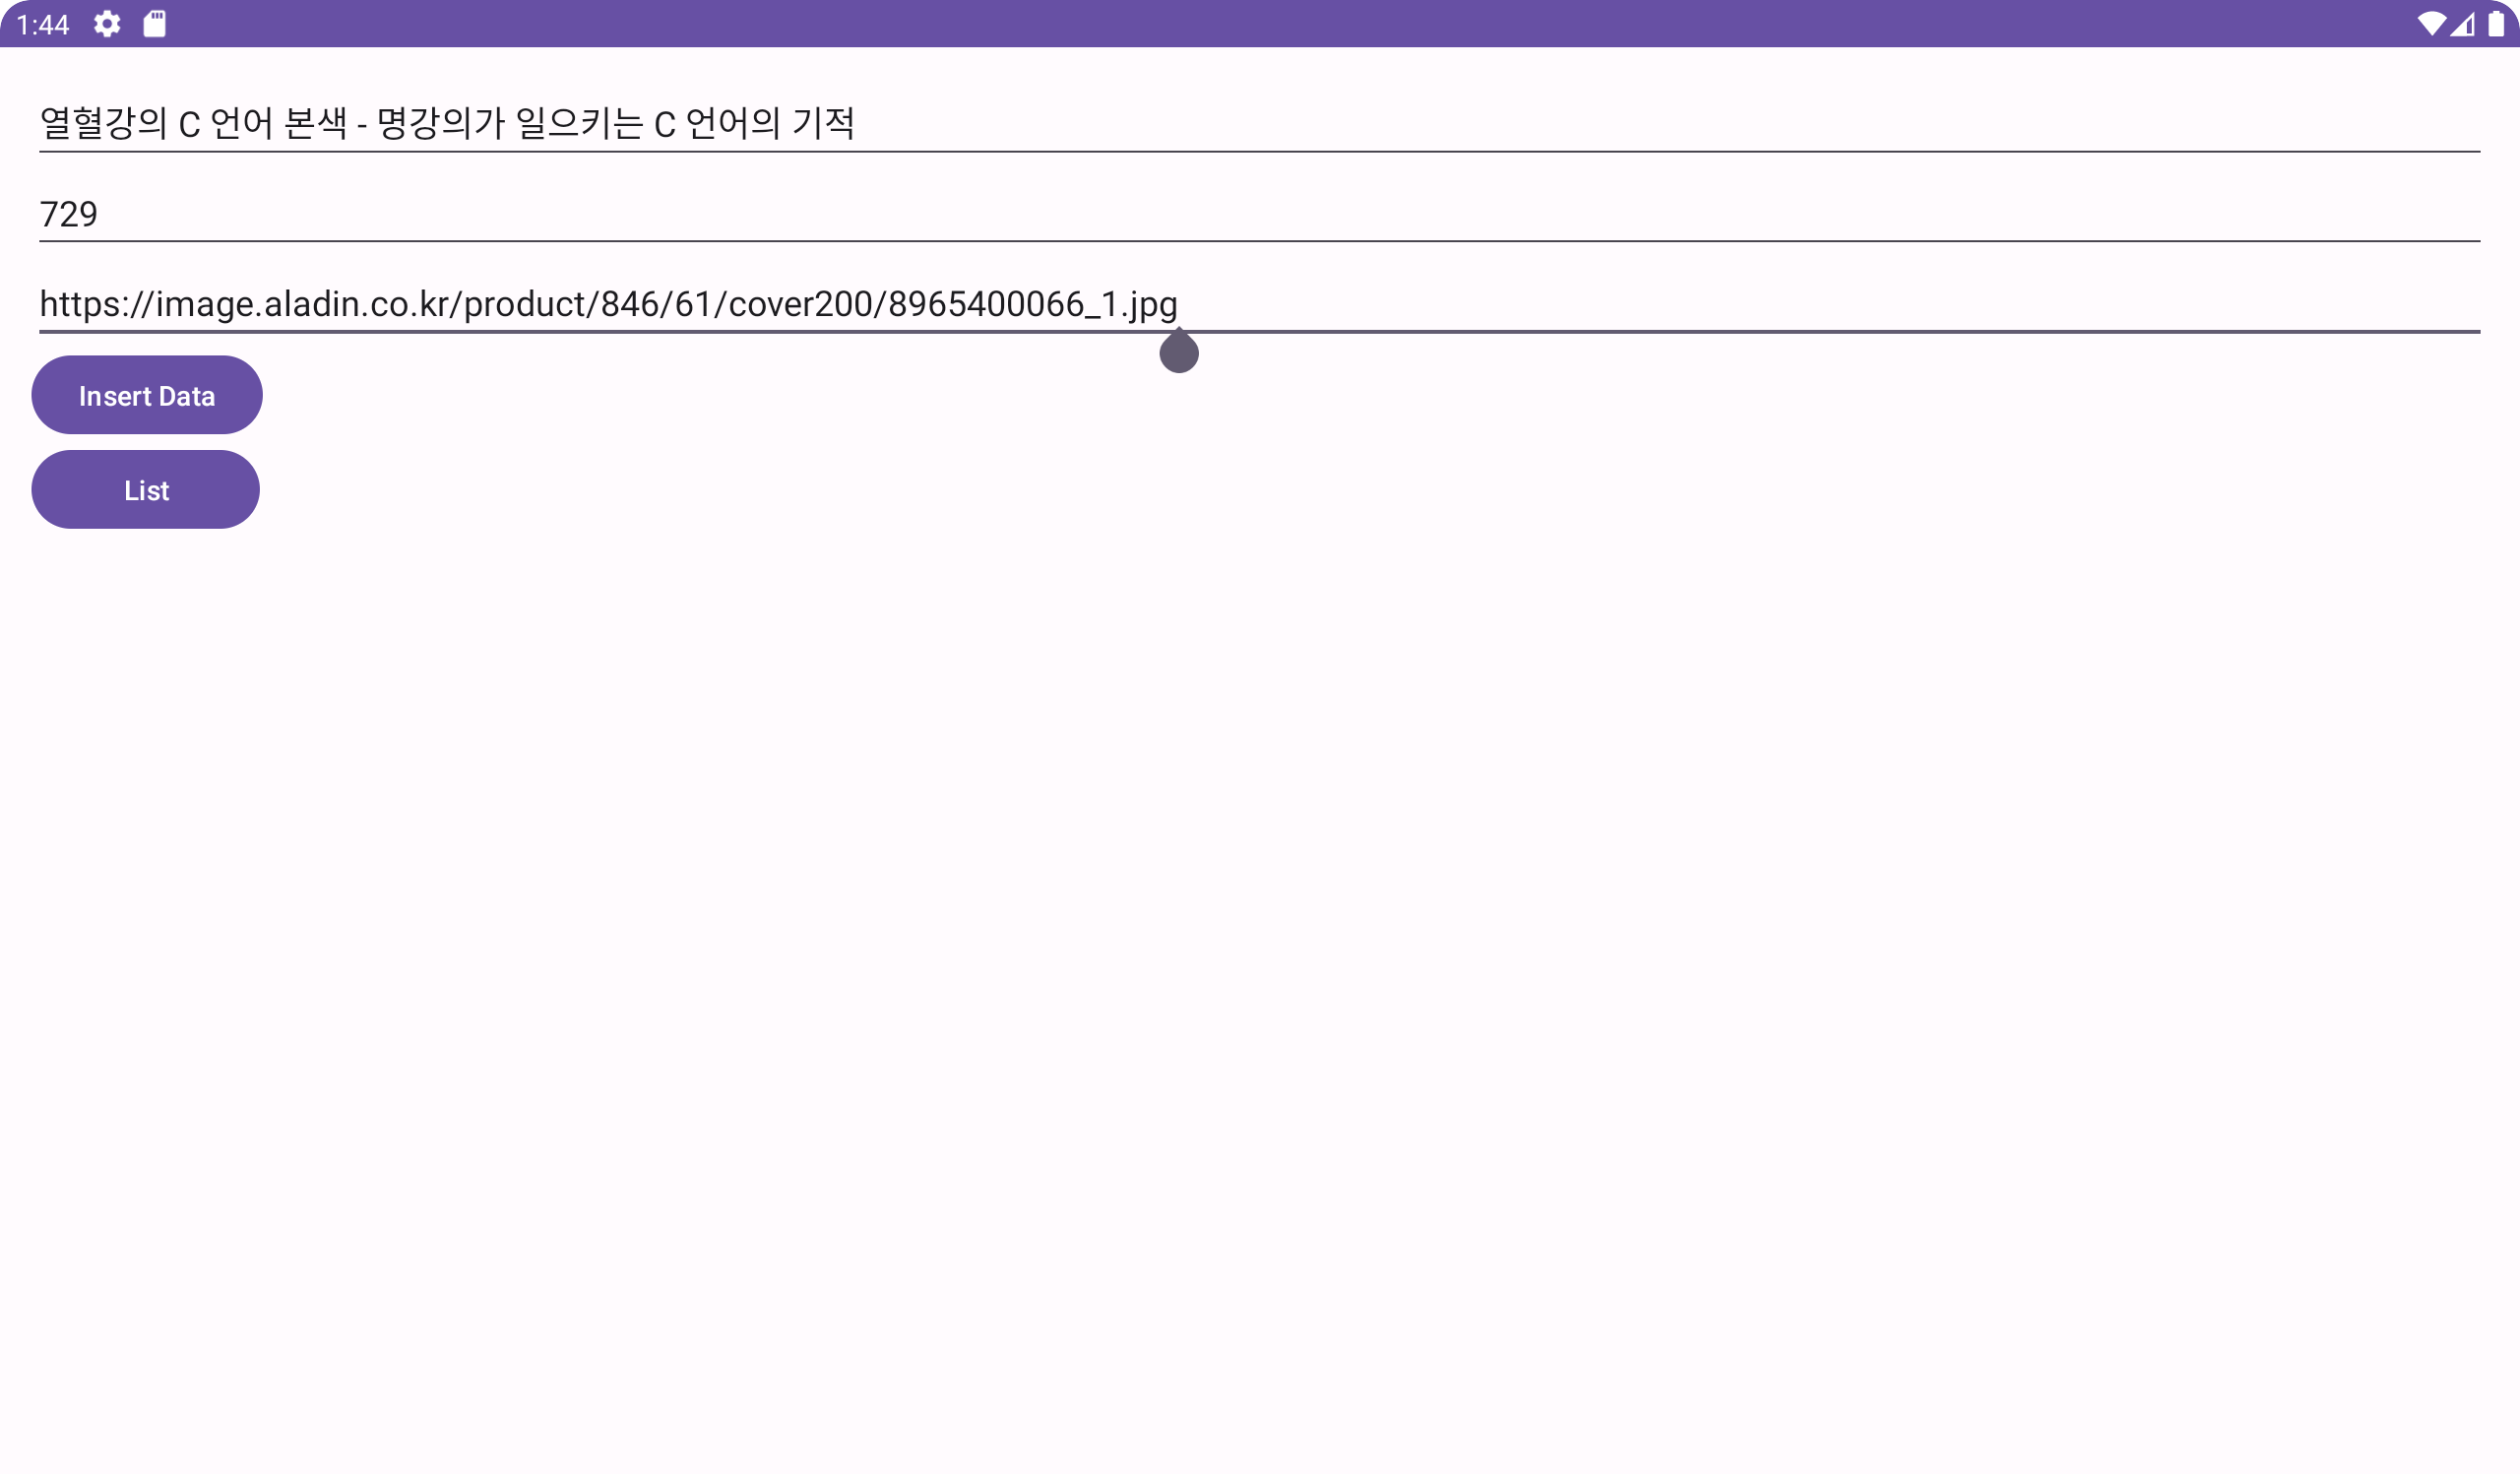 1:44
열혈강의 C 언어 본색 - 명강의가 일으키는 C 언어의 기적
729
https://image.aladin.co.kr/product/846/61/cover200/8965400066_1.jpg
Insert Data
List